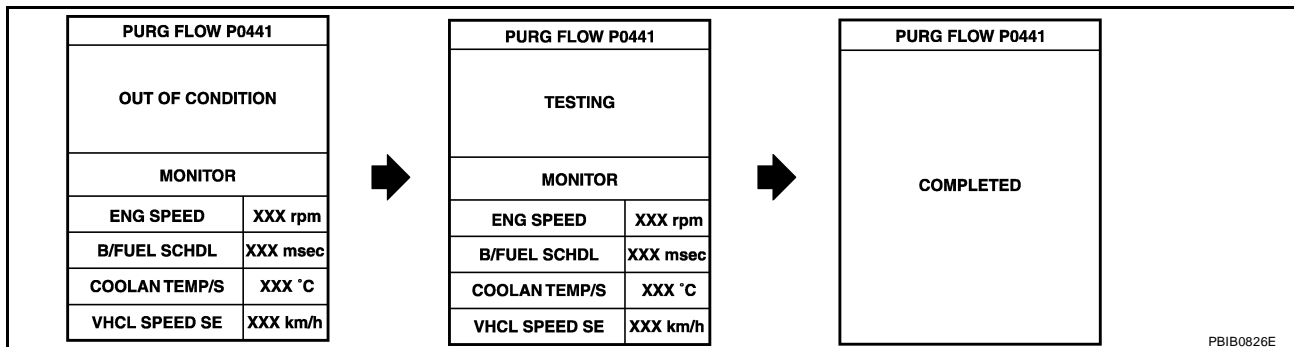 PURG FLOW P0441
OUT OF CONDITION
MONITOR
ENG SPEED XXX rpm
B/FUEL SCHDL XXX msec
COOLAN TEMP/S XXX °C
VHCL SPEED SE XXX km/h
PURG FLOW P0441
TESTING
MONITOR
ENG SPEED XXX rpm
B/FUEL SCHDL XXX msec
COOLAN TEMP/S XXX °C
VHCL SPEED SE XXX km/h
PURG FLOW P0441
COMPLETED
PBIB0826E